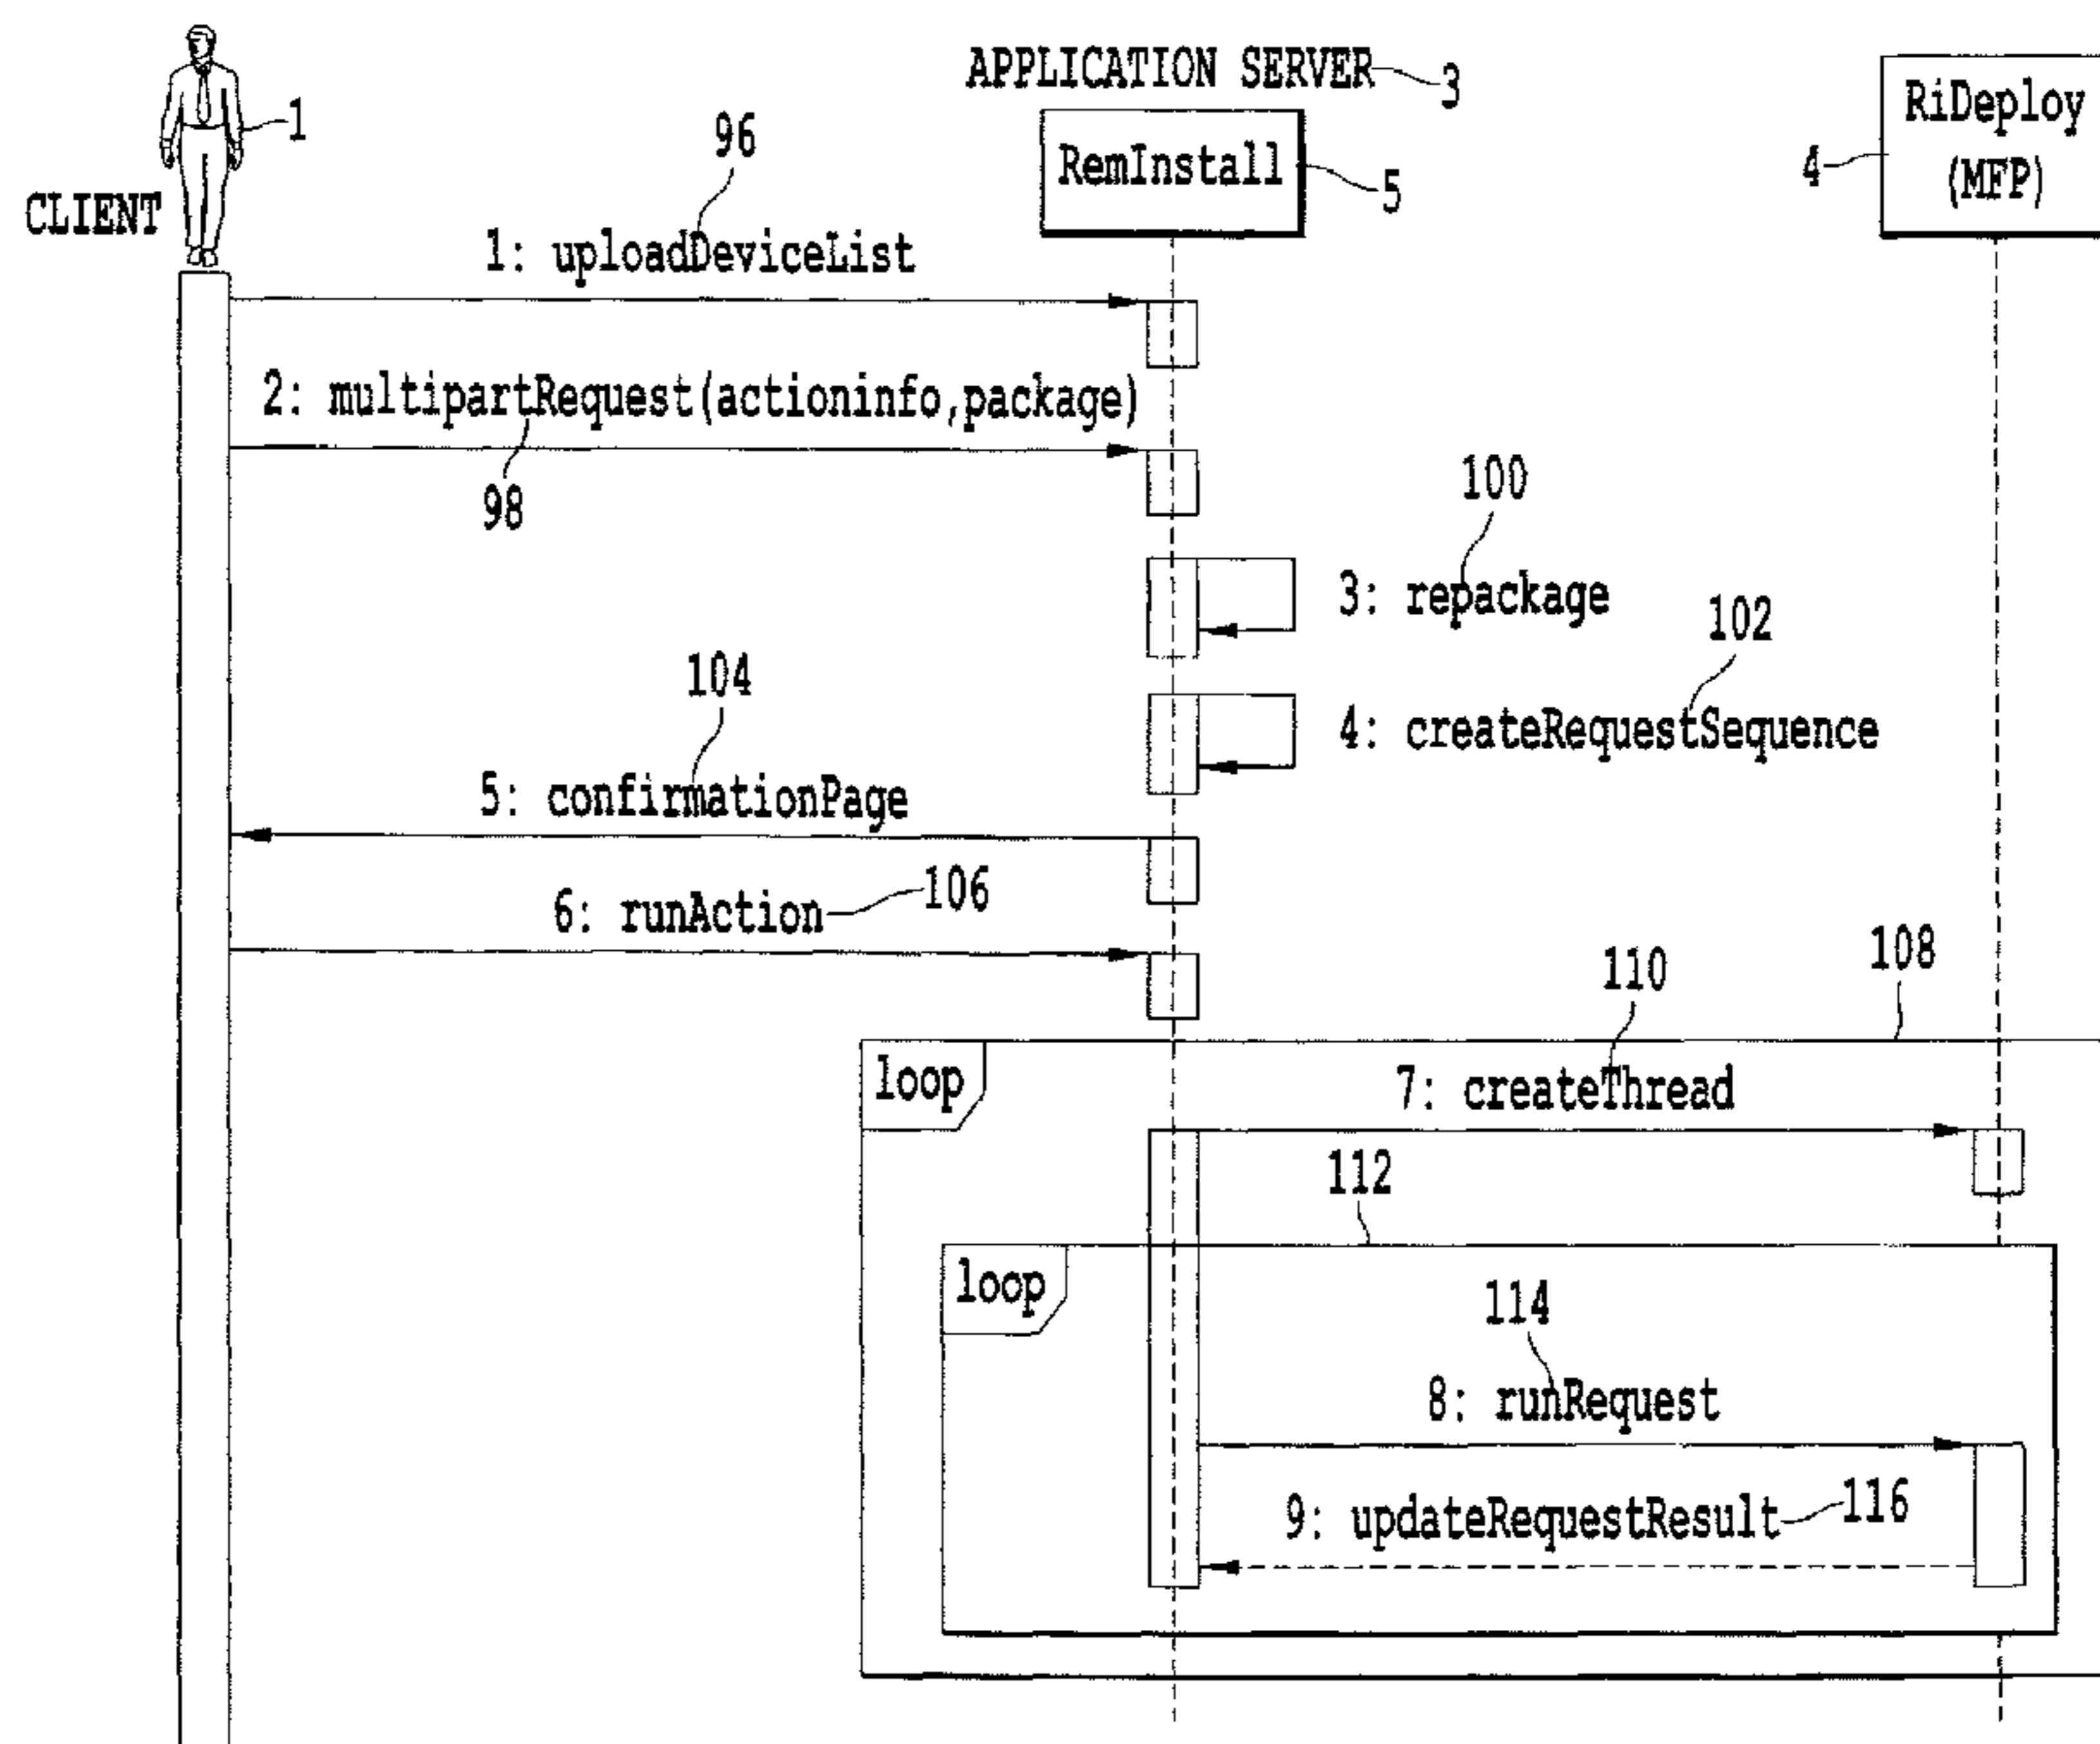 APPLICATION SERVER 3
1
96
RemInstall
5
RiDeploy
(MFP)
4
CLIENT
1: uploadDeviceList
2: multipartRequest(actioninfo,package)
98
100
3: repackage
102
4: createRequestSequence
104
5: confirmationPage
106
6: runAction
108
110
loop
7: createThread
112
loop
114
8: runRequest
9: updateRequestResult 116